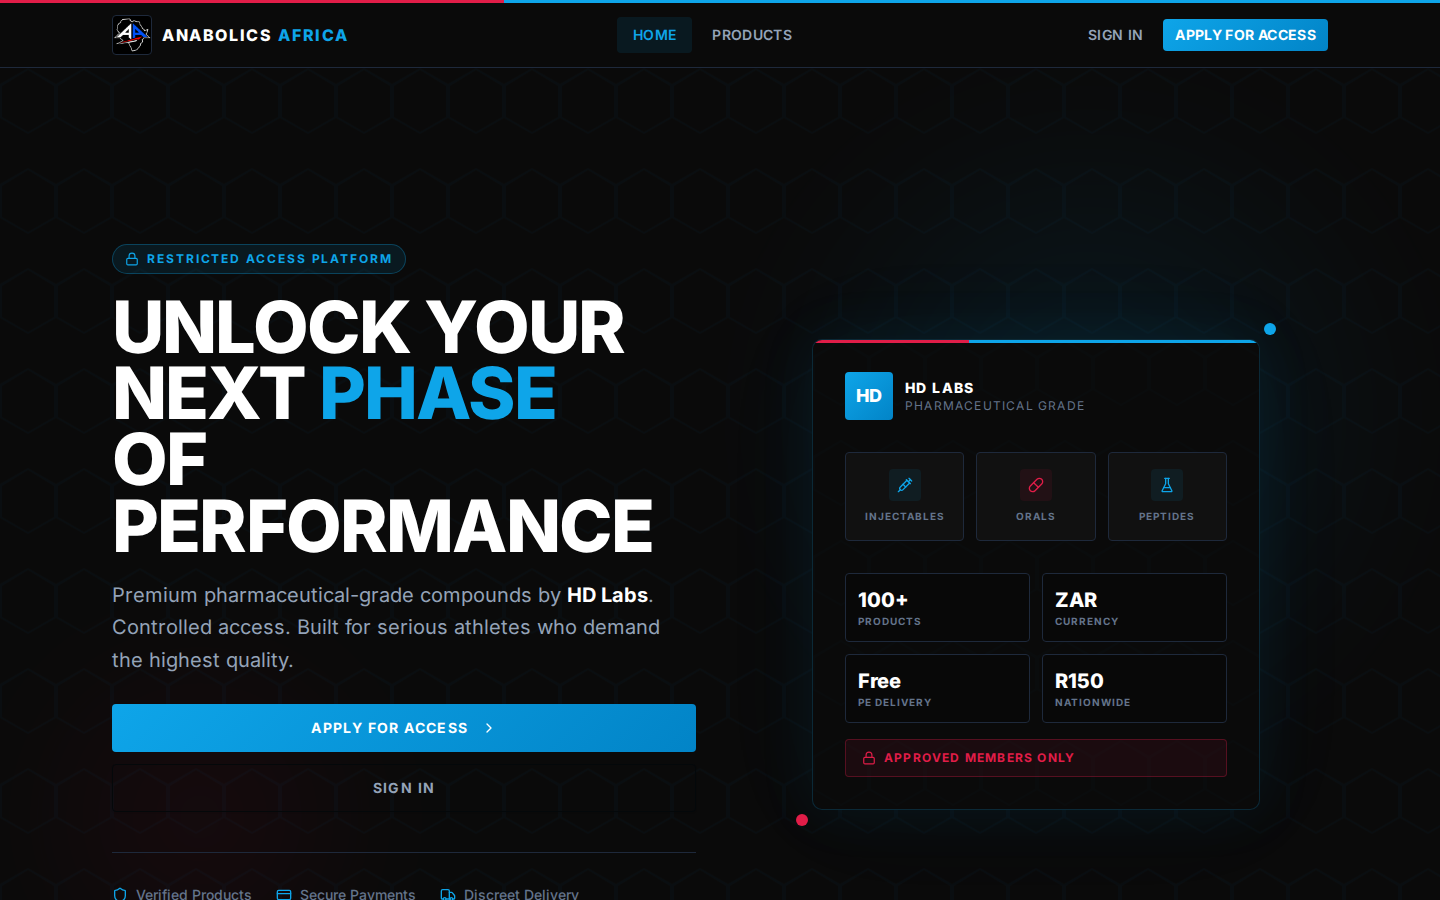 ANABOLICS AFRICA
HOME
PRODUCTS
SIGN IN
APPLY FOR ACCESS
RESTRICTED ACCESS PLATFORM
UNLOCK YOUR
NEXT PHASE
OF
PERFORMANCE
Premium pharmaceutical-grade compounds by HD Labs.
Controlled access. Built for serious athletes who demand
the highest quality.
APPLY FOR ACCESS
SIGN IN
Verified Products
Secure Payments
Discreet Delivery
HD
HD LABS
PHARMACEUTICAL GRADE
INJECTABLES
ORALS
PEPTIDES
100+
PRODUCTS
ZAR
CURRENCY
Free
PE DELIVERY
R150
NATIONWIDE
APPROVED MEMBERS ONLY